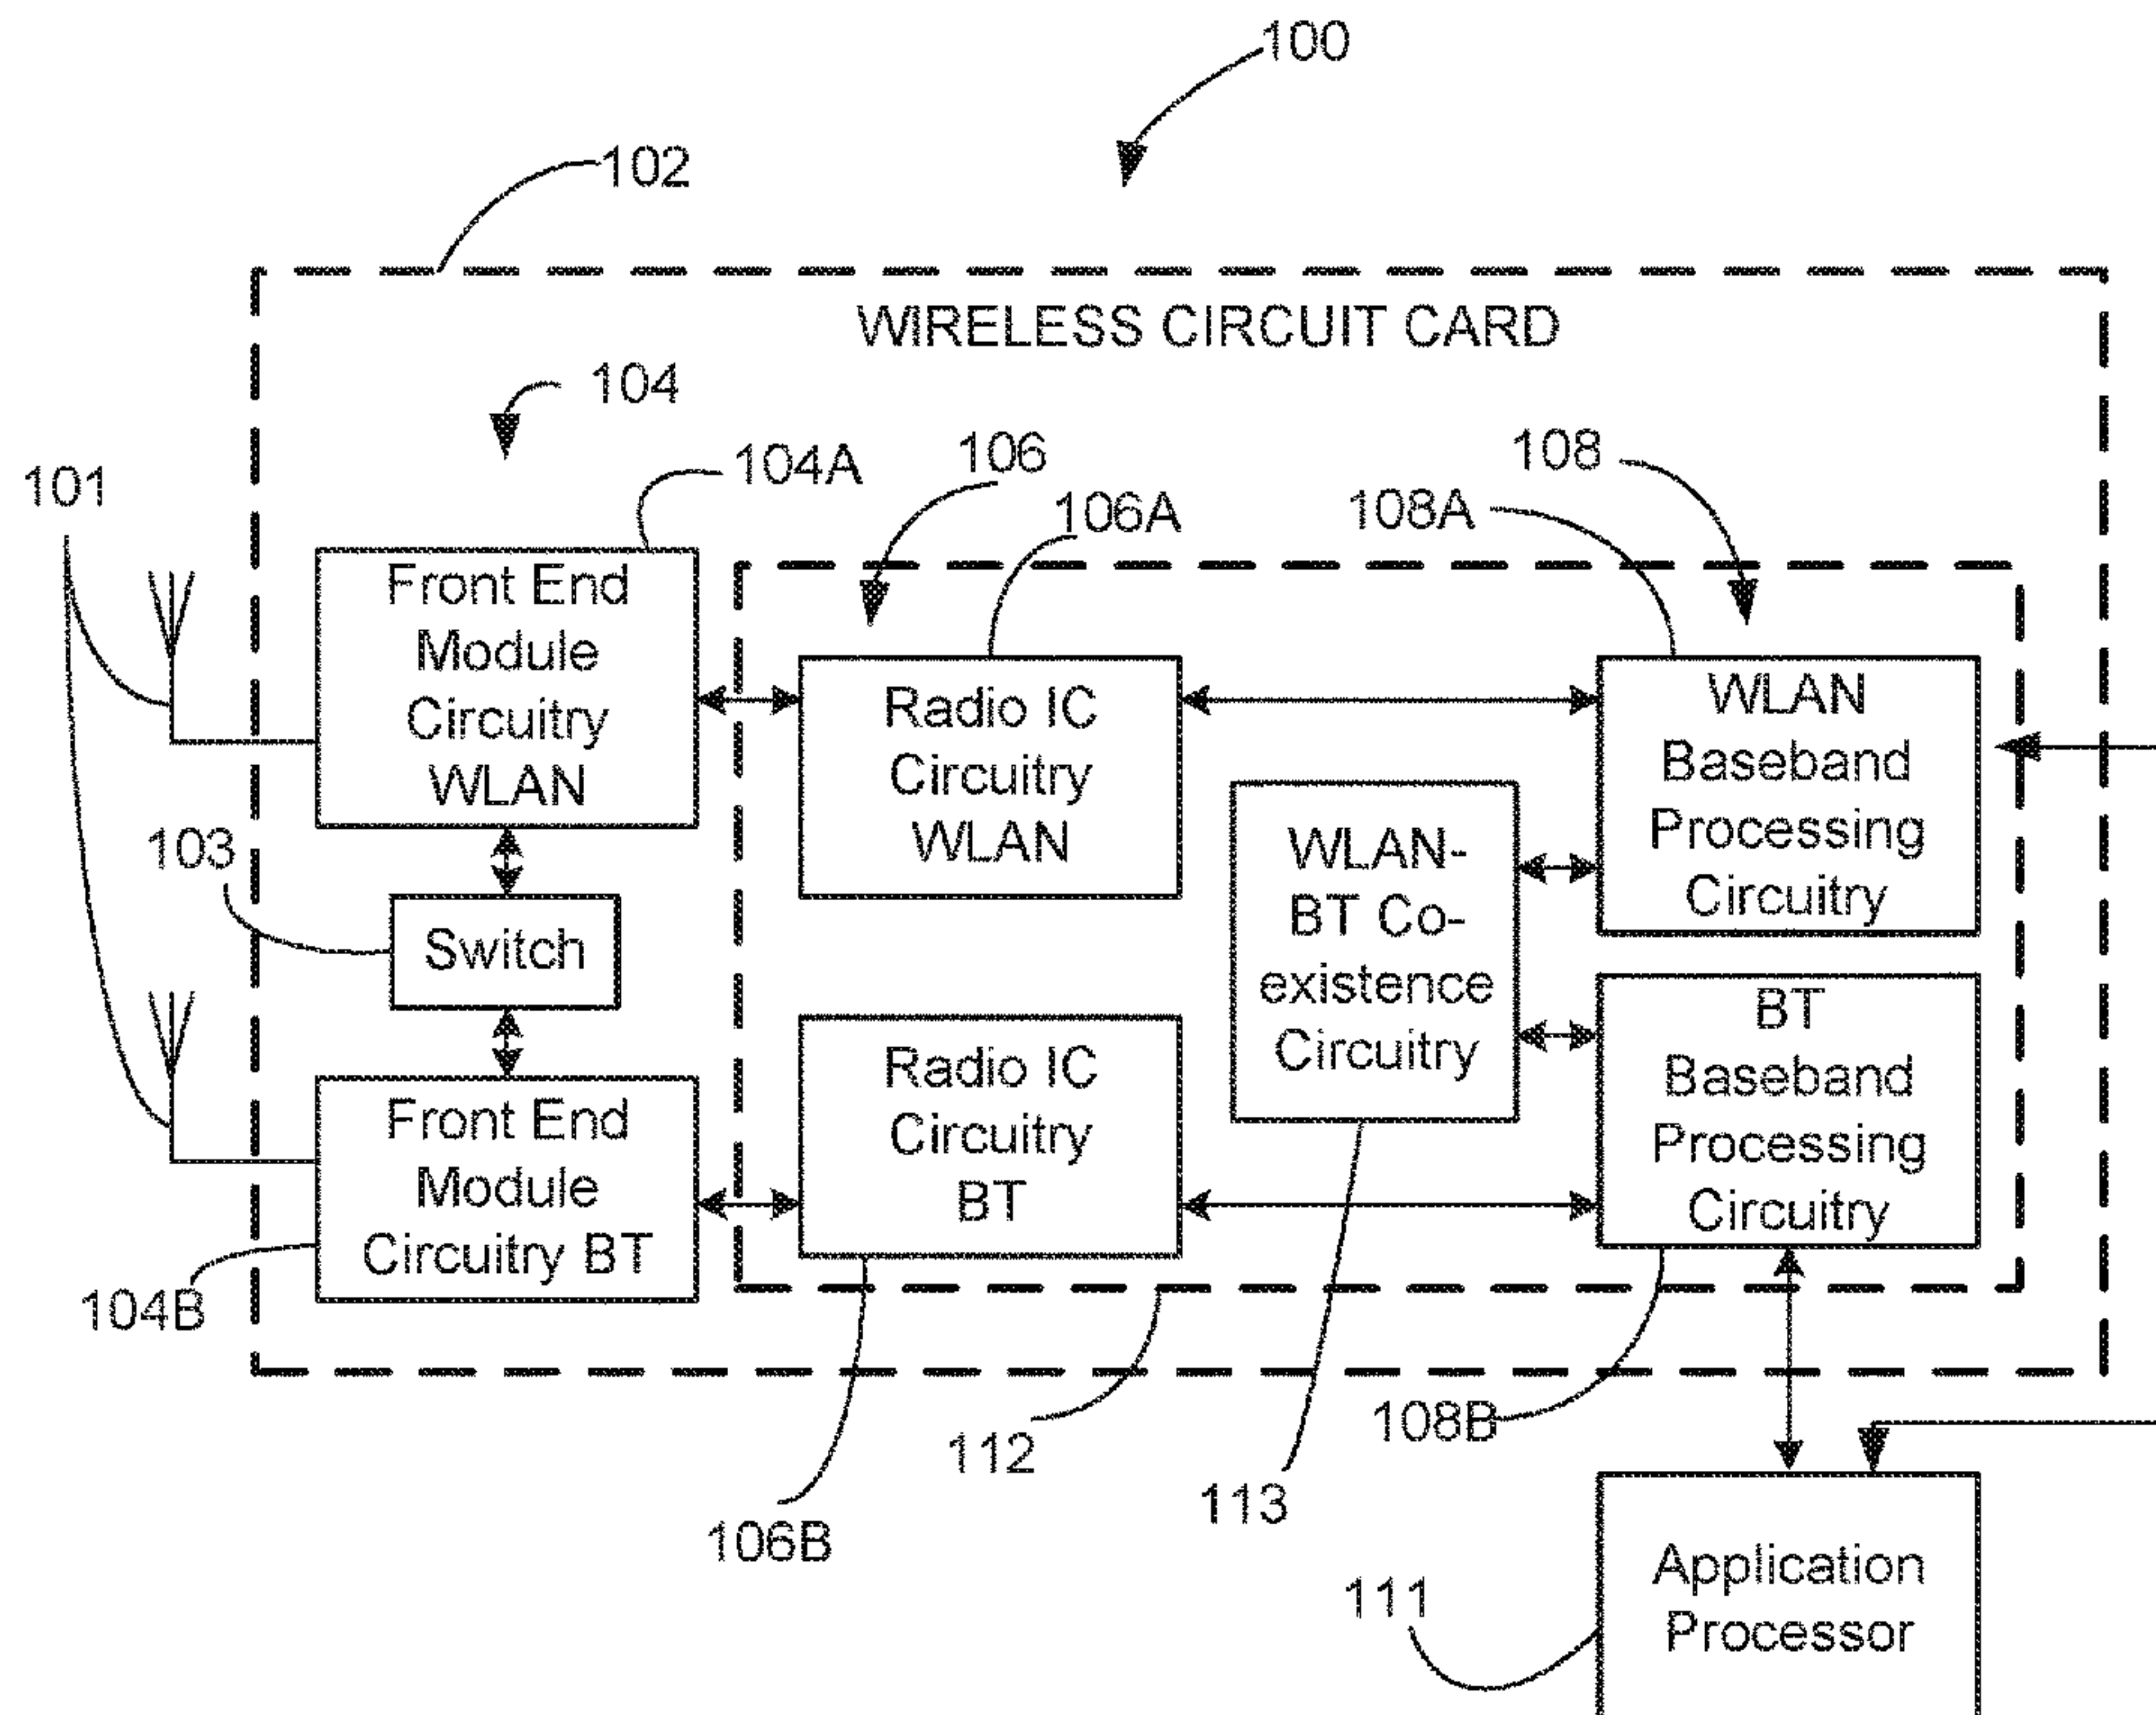 100
102
WIRELESS CIRCUIT CARD
104
104A
106
106A
108
108A
101
Front End
Module
Circuitry
WLAN
Radio IC
Circuitry
WLAN
WLAN
Baseband
Processing
Circuitry
103
Switch
WLAN-
BT Co-
existence
Circuitry
Front End
Module
Circuitry BT
Radio IC
Circuitry
BT
BT
Baseband
Processing
Circuitry
104B
106B
112
113
108B
111
Application
Processor